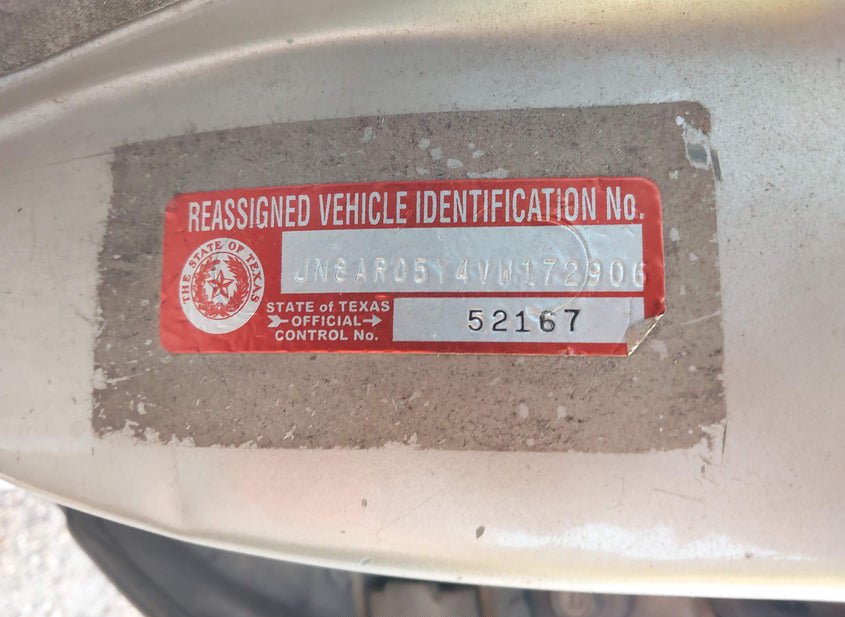 REASSIGNED VEHICLE IDENTIFICATION No.
JN8AR05Y4VW172906
THE STATE OF TEXAS
STATE of TEXAS
OFFICIAL
CONTROL No.
52167